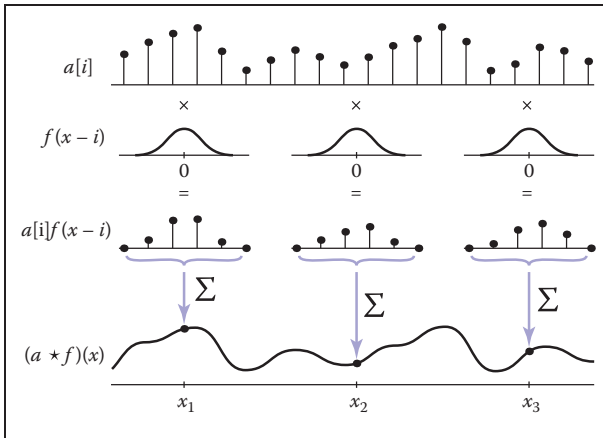 a[i]
× × ×
f(x − i)
0 0 0
= = =
a[i]f(x − i)
Σ Σ Σ
(a ⋆ f)(x)
x₁ x₂ x₃